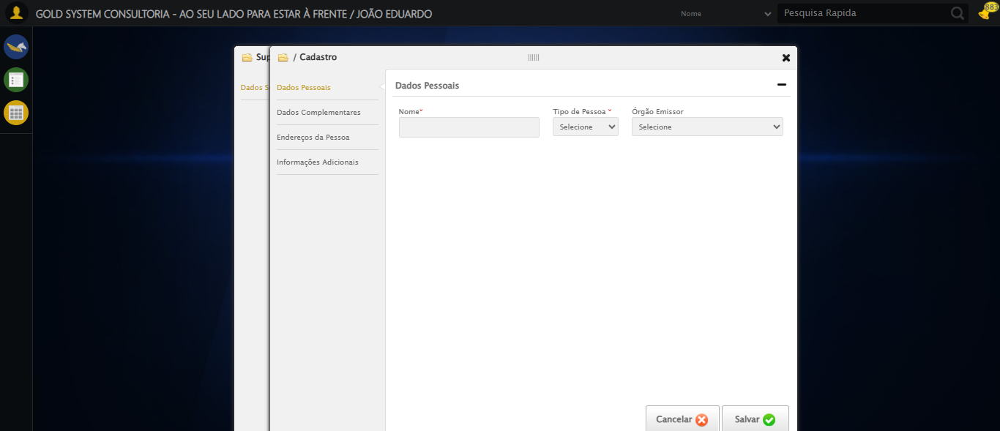 GOLD SYSTEM CONSULTORIA - AO SEU LADO PARA ESTAR À FRENTE / JOÃO EDUARDO
Nome
Pesquisa Rapida
883
Sup
/ Cadastro
Dados S
Dados Pessoais
Dados Complementares
Endereços da Pessoa
Informações Adicionais
Dados Pessoais
Nome*
Tipo de Pessoa *
Órgão Emissor
Selecione
Selecione
Cancelar
Salvar